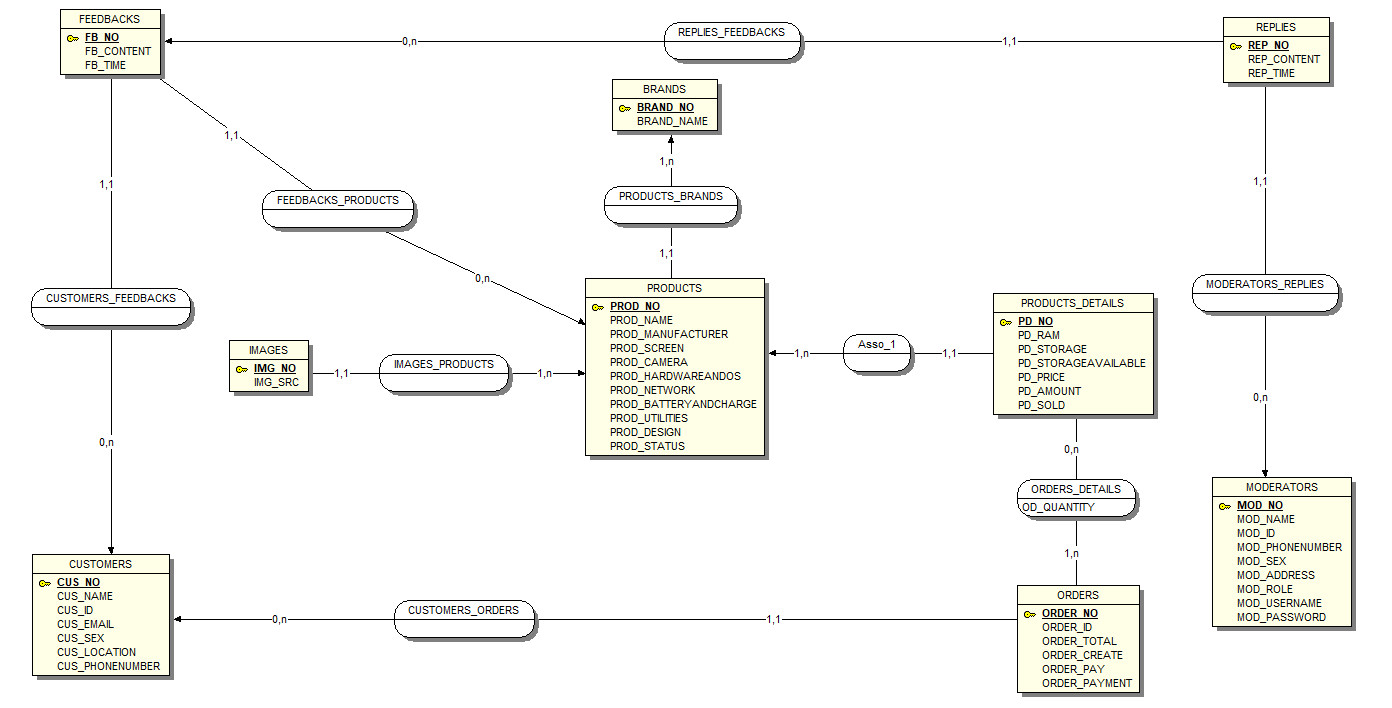 FEEDBACKS
FB_NO
FB_CONTENT
FB_TIME
0,n
REPLIES_FEEDBACKS
1,1
REPLIES
REP_NO
REP_CONTENT
REP_TIME
BRANDS
BRAND_NO
BRAND_NAME
1,1
1,n
1,1
1,1
FEEDBACKS_PRODUCTS
PRODUCTS_BRANDS
1,1
0,n
CUSTOMERS_FEEDBACKS
MODERATORS_REPLIES
PRODUCTS
PROD_NO
PROD_NAME
PROD_MANUFACTURER
PROD_SCREEN
PROD_CAMERA
PROD_HARDWAREANDOS
PROD_NETWORK
PROD_BATTERYANDCHARGE
PROD_UTILITIES
PROD_DESIGN
PROD_STATUS
PRODUCTS_DETAILS
PD_NO
PD_RAM
PD_STORAGE
PD_STORAGEAVAILABLE
PD_PRICE
PD_AMOUNT
PD_SOLD
IMAGES
IMG_NO
IMG_SRC
1,1
IMAGES_PRODUCTS
1,n
1,n
Asso_1
1,1
0,n
0,n
0,n
ORDERS_DETAILS
OD_QUANTITY
1,n
MODERATORS
MOD_NO
MOD_NAME
MOD_ID
MOD_PHONENUMBER
MOD_SEX
MOD_ADDRESS
MOD_ROLE
MOD_USERNAME
MOD_PASSWORD
CUSTOMERS
CUS_NO
CUS_NAME
CUS_ID
CUS_EMAIL
CUS_SEX
CUS_LOCATION
CUS_PHONENUMBER
0,n
CUSTOMERS_ORDERS
1,1
ORDERS
ORDER_NO
ORDER_ID
ORDER_TOTAL
ORDER_CREATE
ORDER_PAY
ORDER_PAYMENT